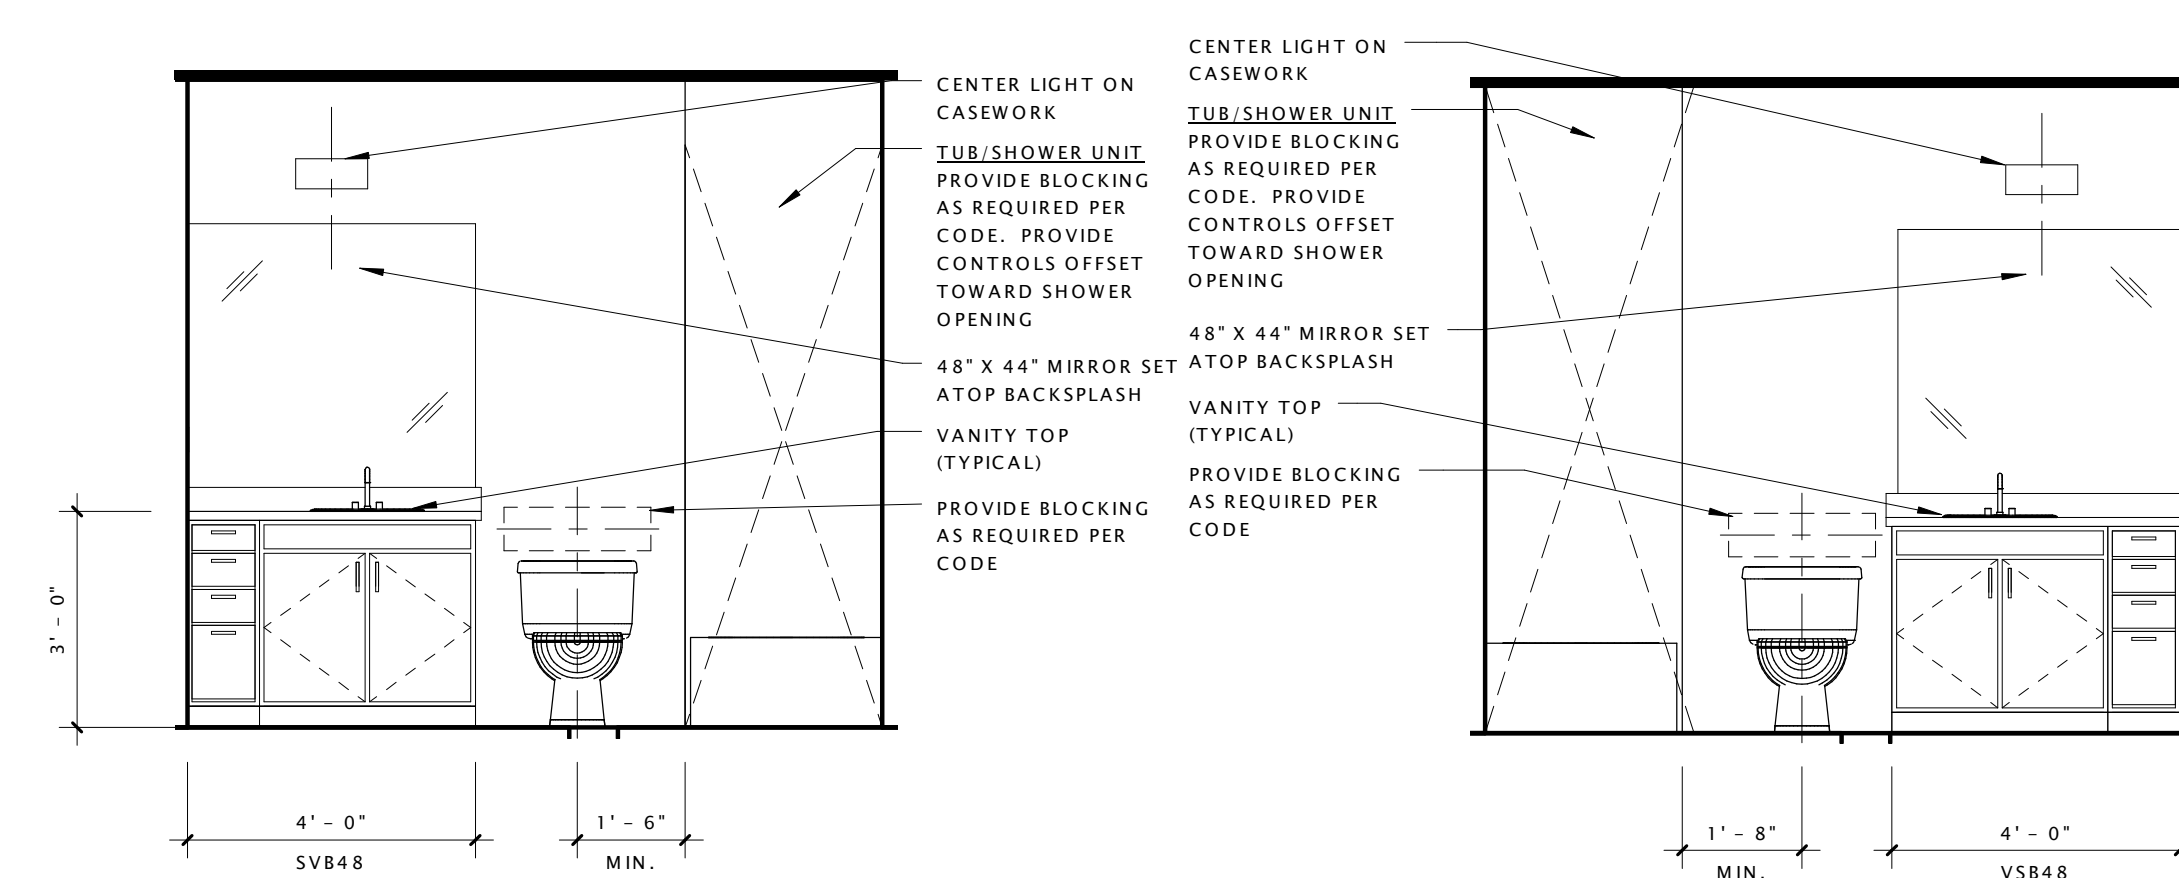 CENTER LIGHT ON
CASEWORK
TUB/SHOWER UNIT
PROVIDE BLOCKING
AS REQUIRED PER
CODE. PROVIDE
CONTROLS OFFSET
TOWARD SHOWER
OPENING
48" X 44" MIRROR SET
ATOP BACKSPLASH
VANITY TOP
(TYPICAL)
PROVIDE BLOCKING
AS REQUIRED PER
CODE
3' - 0"
4' - 0"
SVB48
1' - 6"
MIN.
CENTER LIGHT ON
CASEWORK
TUB/SHOWER UNIT
PROVIDE BLOCKING
AS REQUIRED PER
CODE. PROVIDE
CONTROLS OFFSET
TOWARD SHOWER
OPENING
48" X 44" MIRROR SET
ATOP BACKSPLASH
VANITY TOP
(TYPICAL)
PROVIDE BLOCKING
AS REQUIRED PER
CODE
1' - 8"
MIN.
4' - 0"
VSB48